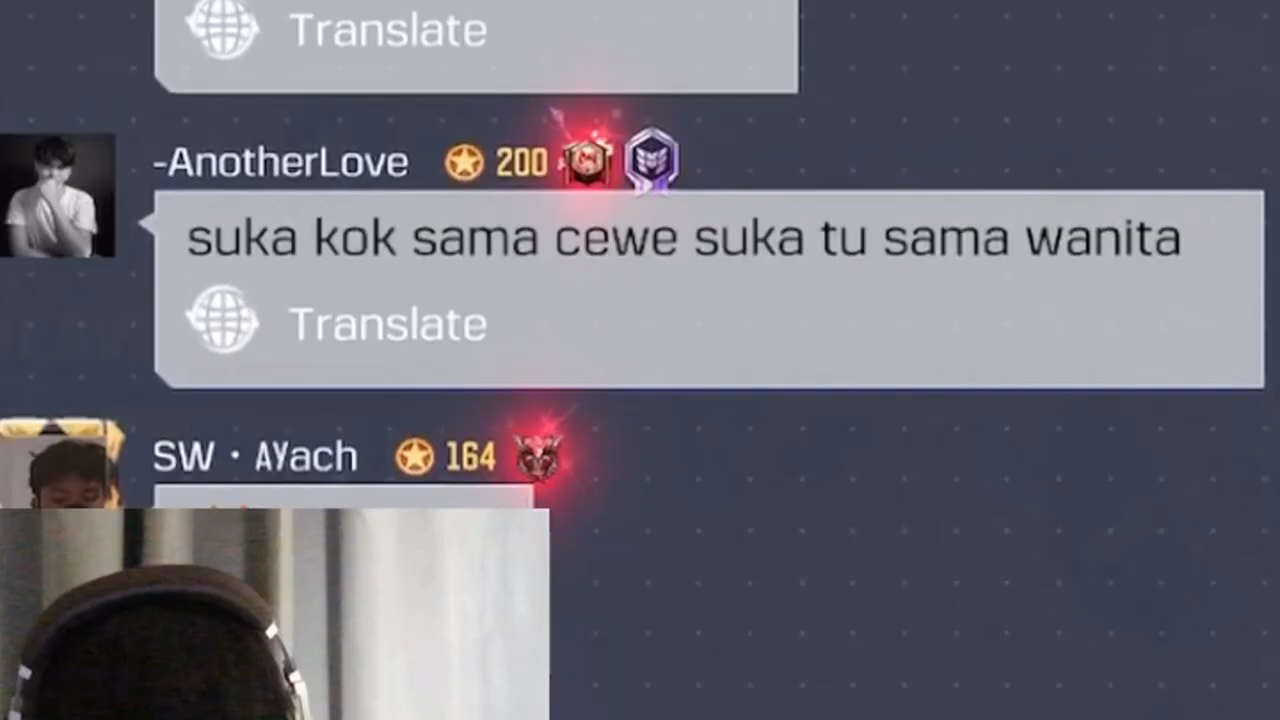 Translate
-AnotherLove 200
suka kok sama cewe suka tu sama wanita
Translate
SW • AYach 164